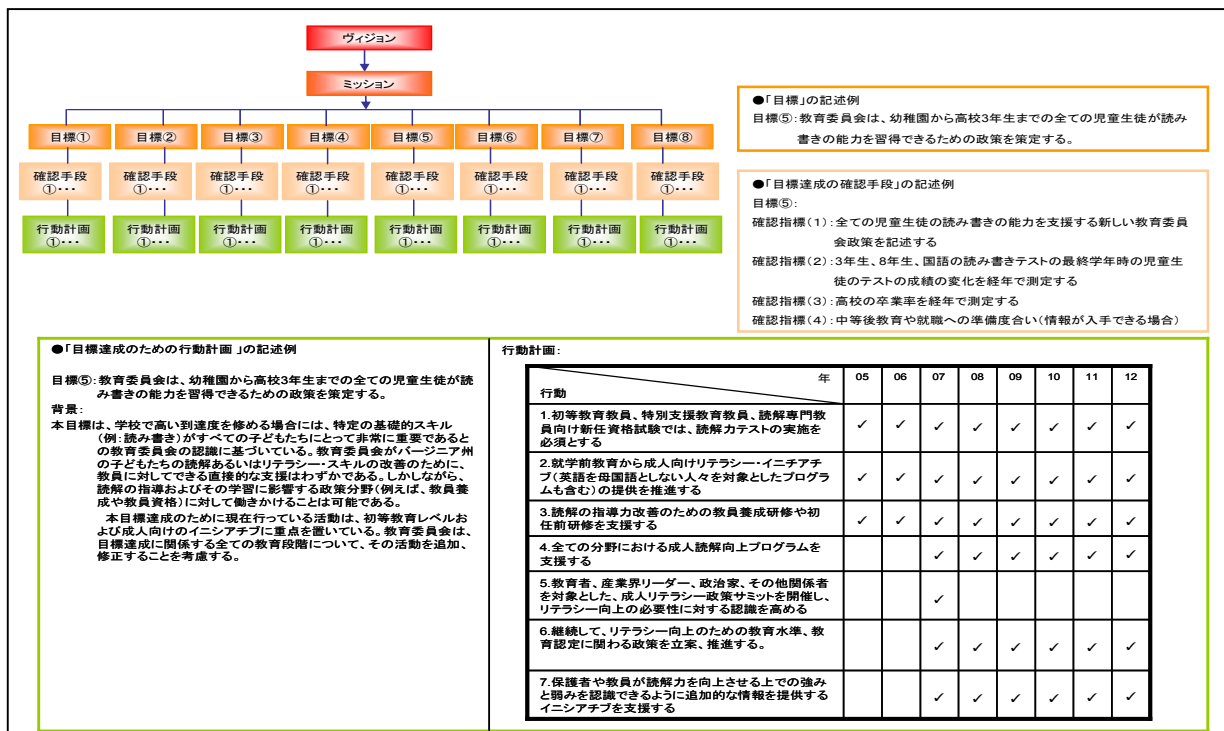 ヴィジョン
ミッション
目標① 目標② 目標③ 目標④ 目標⑤ 目標⑥ 目標⑦ 目標⑧
確認手段 確認手段 確認手段 確認手段 確認手段 確認手段 確認手段 確認手段
①･･･ ①･･･ ①･･･ ①･･･ ①･･･ ①･･･ ①･･･ ①･･･
行動計画 行動計画 行動計画 行動計画 行動計画 行動計画 行動計画 行動計画
①･･･ ①･･･ ①･･･ ①･･･ ①･･･ ①･･･ ①･･･ ①･･･
●「目標」の記述例
目標⑤：教育委員会は、幼稚園から高校3年生までの全ての児童生徒が読み
書きの能力を習得できるための政策を策定する。
●「目標達成の確認手段」の記述例
目標⑤：
確認指標（1）：全ての児童生徒の読み書きの能力を支援する新しい教育委員
会政策を記述する
確認指標（2）：3年生、8年生、国語の読み書きテストの最終学年時の児童生
徒のテストの成績の変化を経年で測定する
確認指標（3）：高校の卒業率を経年で測定する
確認指標（4）：中等後教育や就職への準備度合い（情報が入手できる場合）
●「目標達成のための行動計画 」の記述例
目標⑤：教育委員会は、幼稚園から高校3年生までの全ての児童生徒が読
み書きの能力を習得できるための政策を策定する。
背景：
本目標は、学校で高い到達度を修める場合には、特定の基礎的スキル
（例：読み書き）がすべての子どもたちにとって非常に重要であると
の教育委員会の認識に基づいている。教育委員会がバージニア州
の子どもたちの読解あるいはリテラシー・スキルの改善のために、
教員に対してできる直接的な支援はわずかである。しかしながら、
読解の指導およびその学習に影響する政策分野（例えば、教員養
成や教員資格）に対して働きかけることは可能である。
本目標達成のために現在行っている活動は、初等教育レベルお
よび成人向けのイニシアチブに重点を置いている。教育委員会は、
目標達成に関係する全ての教育段階について、その活動を追加、
修正することを考慮する。
行動計画：
年 05 06 07 08 09 10 11 12
行動
1.初等教育教員、特別支援教育教員、読解専門教
員向け新任資格試験では、読解力テストの実施を ✓ ✓ ✓ ✓ ✓ ✓ ✓ ✓
必須とする
2.就学前教育から成人向けリテラシー・イニチアチ
ブ（英語を母国語としない人々を対象としたプログラ ✓ ✓ ✓ ✓ ✓ ✓ ✓ ✓
ムも含む）の提供を推進する
3.読解の指導力改善のための教員養成研修や初 ✓ ✓ ✓ ✓ ✓ ✓ ✓ ✓
任前研修を支援する
4.全ての分野における成人読解向上プログラムを ✓ ✓ ✓ ✓ ✓ ✓
支援する
5.教育者、産業界リーダー、政治家、その他関係者
を対象とした、成人リテラシー政策サミットを開催し、 ✓
リテラシー向上の必要性に対する認識を高める
6.継続して、リテラシー向上のための教育水準、教
育認定に関わる政策を立案、推進する。 ✓ ✓ ✓ ✓ ✓ ✓
7.保護者や教員が読解力を向上させる上での強み
と弱みを認識できるように追加的な情報を提供する ✓ ✓ ✓ ✓ ✓ ✓
イニシアチブを支援する